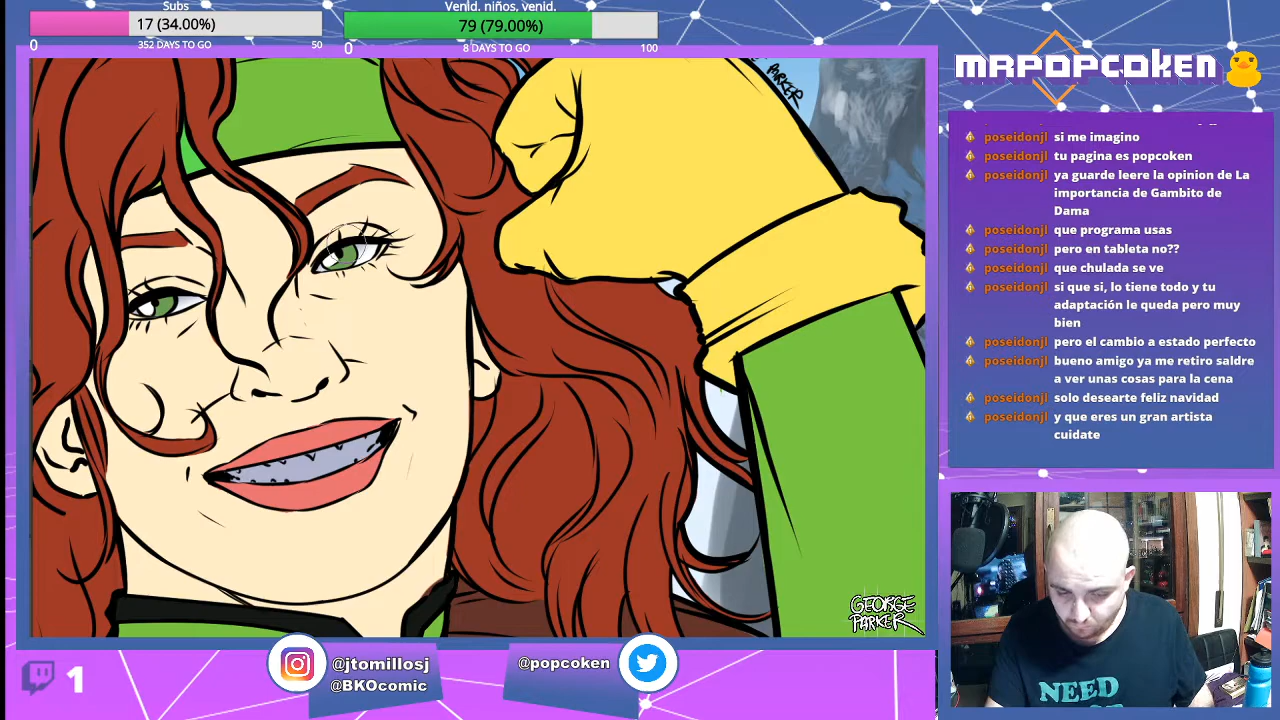 Subs
17 (34.00%)
0
352 DAYS TO GO
50
Venid, niños, venid.
79 (79.00%)
0
8 DAYS TO GO
100
PARKER
MRPOPCOKEN
poseidonjl si me imagino
poseidonjl tu pagina es popcoken
poseidonjl ya guarde leere la opinion de La
importancia de Gambito de
Dama
poseidonjl que programa usas
poseidonjl pero en tableta no??
poseidonjl que chulada se ve
poseidonjl si que si, lo tiene todo y tu
adaptación le queda pero muy
bien
poseidonjl pero el cambio a estado perfecto
poseidonjl bueno amigo ya me retiro saldre
a ver unas cosas para la cena
poseidonjl solo desearte feliz navidad
poseidonjl y que eres un gran artista
cuidate
GEORGE
PARKER
@jtomillosj
@BKOcomic
@popcoken
1
NEED